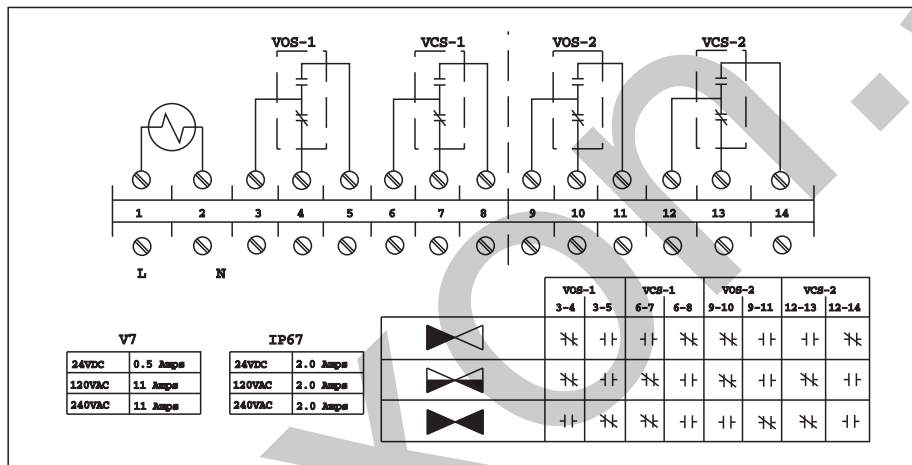 VOS-1 VCS-1 VOS-2 VCS-2
1 2 3 4 5 6 7 8 9 10 11 12 13 14
L N
VOS-1 VCS-1 VOS-2 VCS-2
3-4 3-5 6-7 6-8 9-10 9-11 12-13 12-14
V7
24VDC 0.5 Amps
120VAC 11 Amps
240VAC 11 Amps
IP67
24VDC 2.0 Amps
120VAC 2.0 Amps
240VAC 2.0 Amps